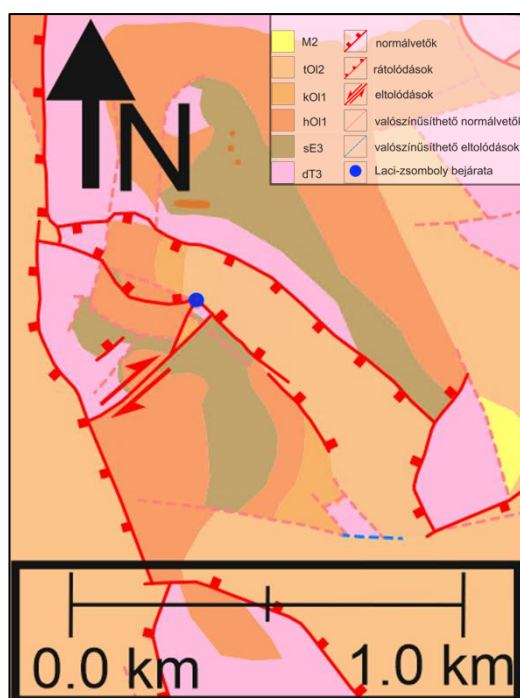 N
M2
tOl2
kOl1
hOl1
sE3
dT3
normálvetők
rátolódások
eltolódások
valószínűsíthető normálvetők
valószínűsíthető eltolódások
Laci-zsomboly bejárata
0.0 km
1.0 km